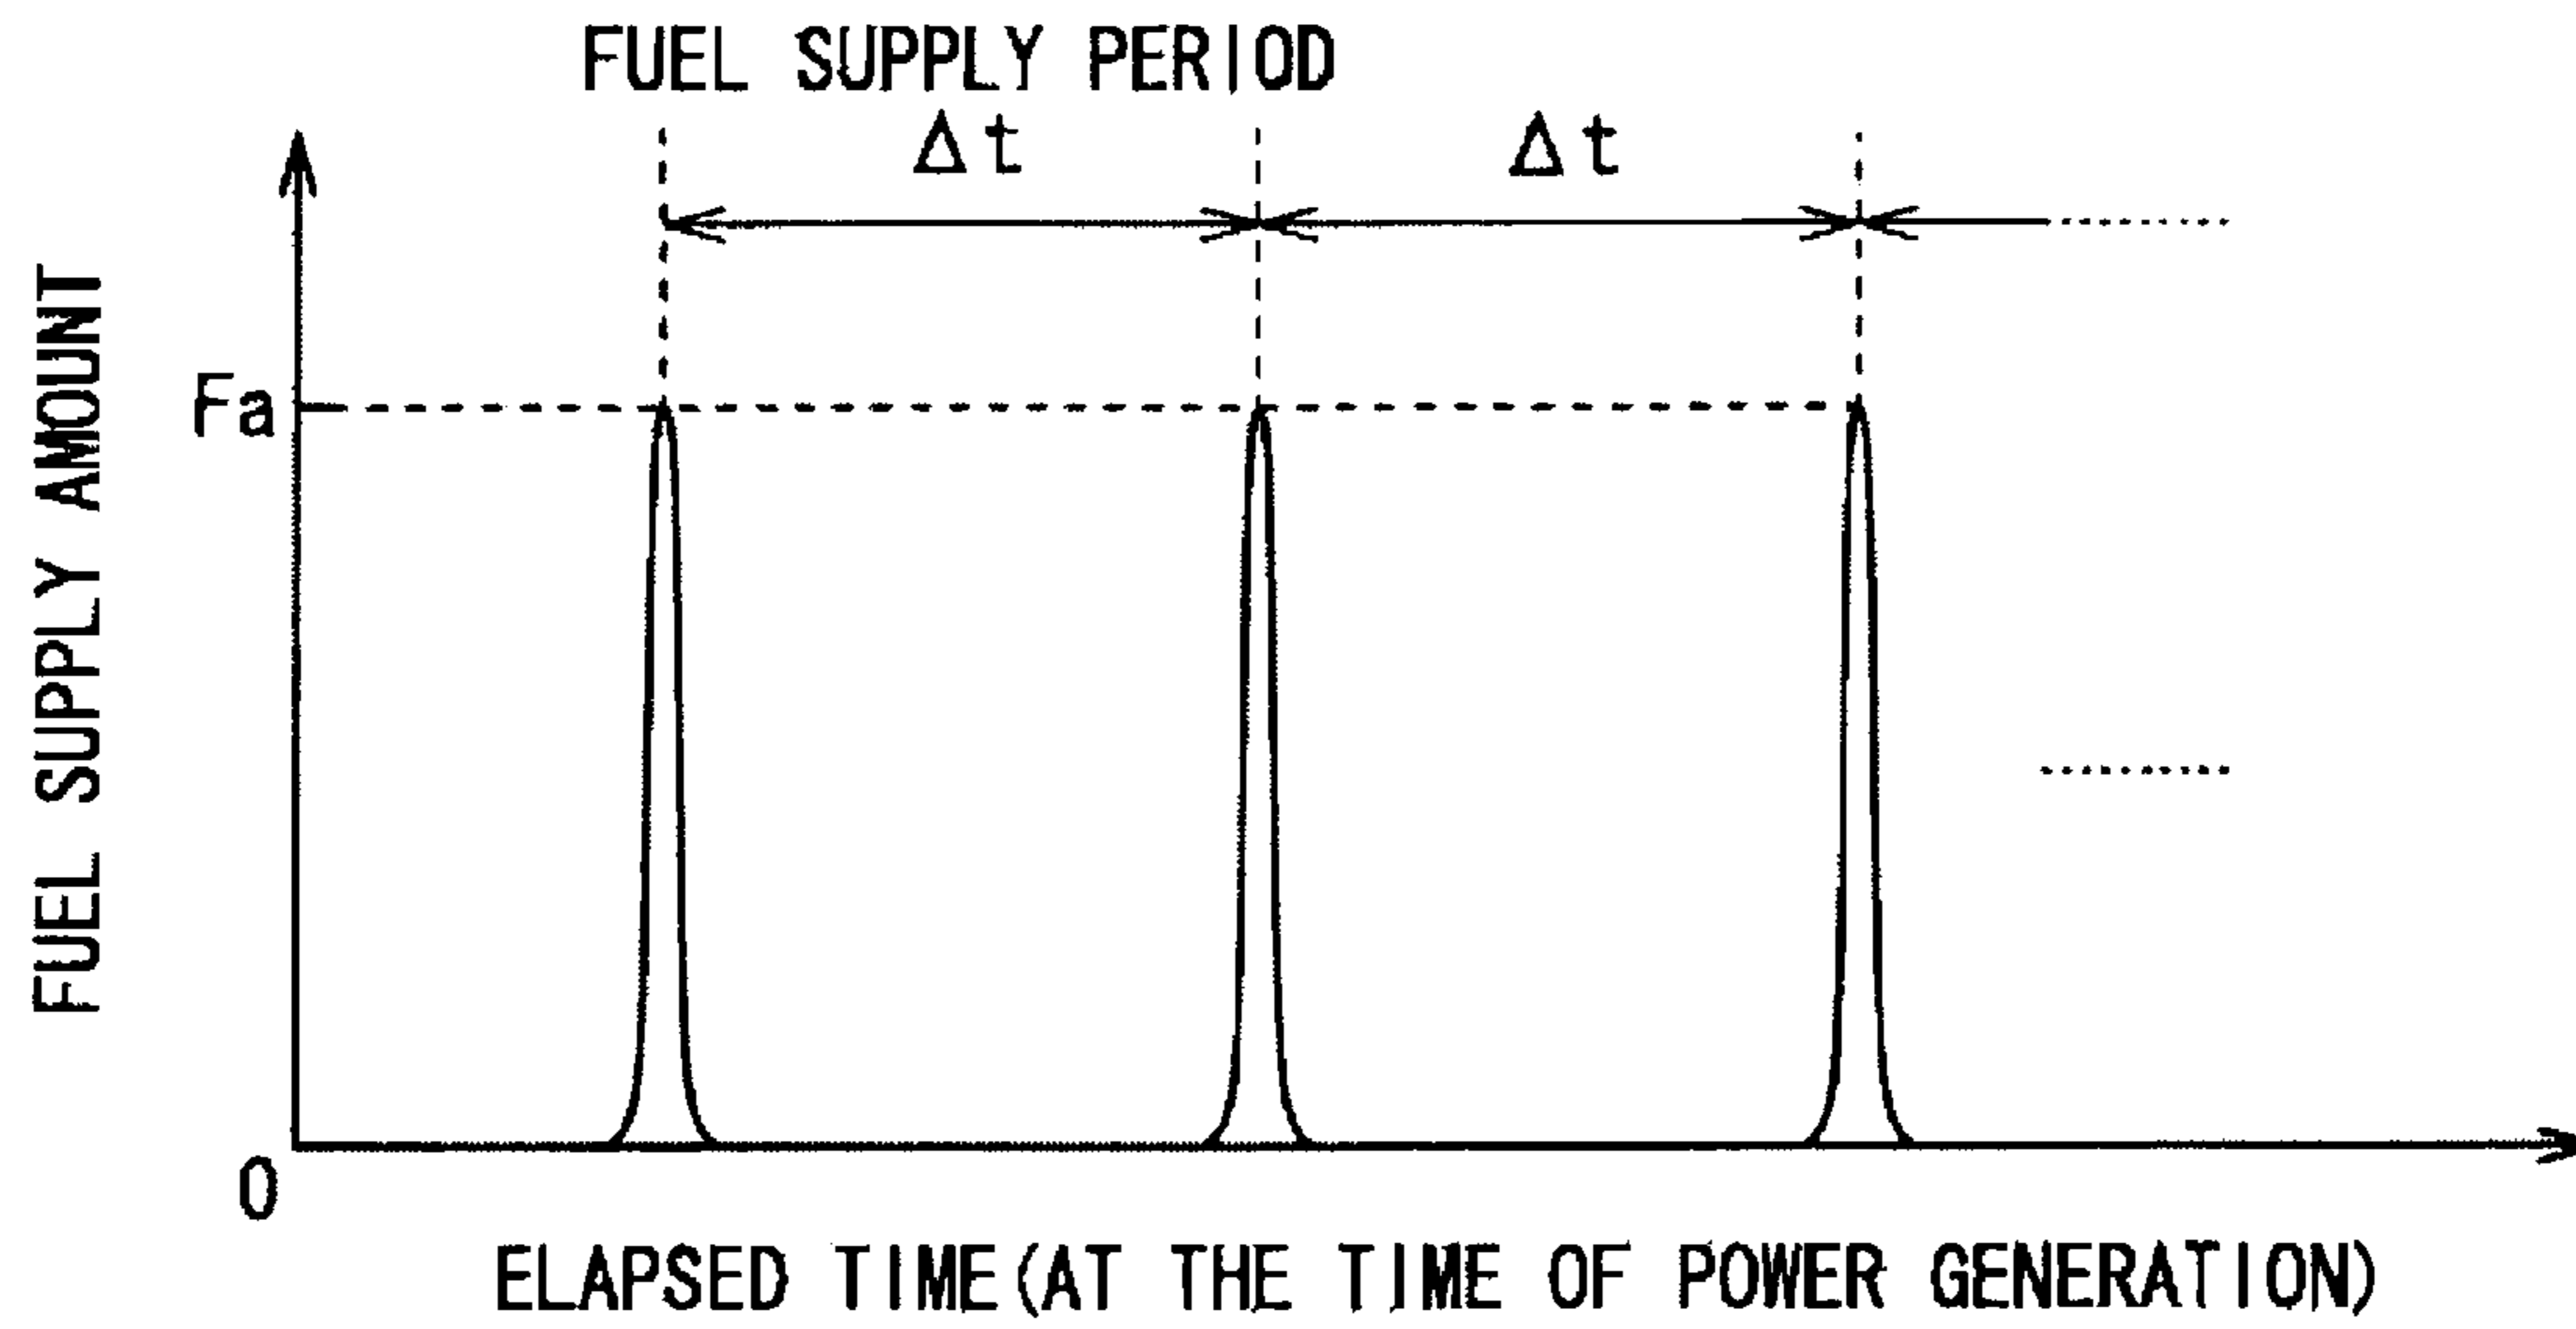 FUEL SUPPLY PERIOD
Δt Δt
FUEL SUPPLY AMOUNT
Fa
0
ELAPSED TIME(AT THE TIME OF POWER GENERATION)